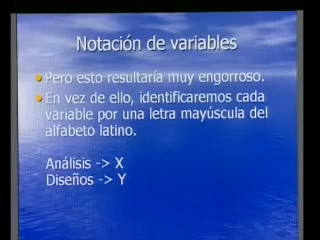 Notación de variables
Pero esto resultaría muy engorroso.
En vez de ello, identificaremos cada
variable por una letra mayúscula del
alfabeto latino.
Análisis -> X
Diseños -> Y